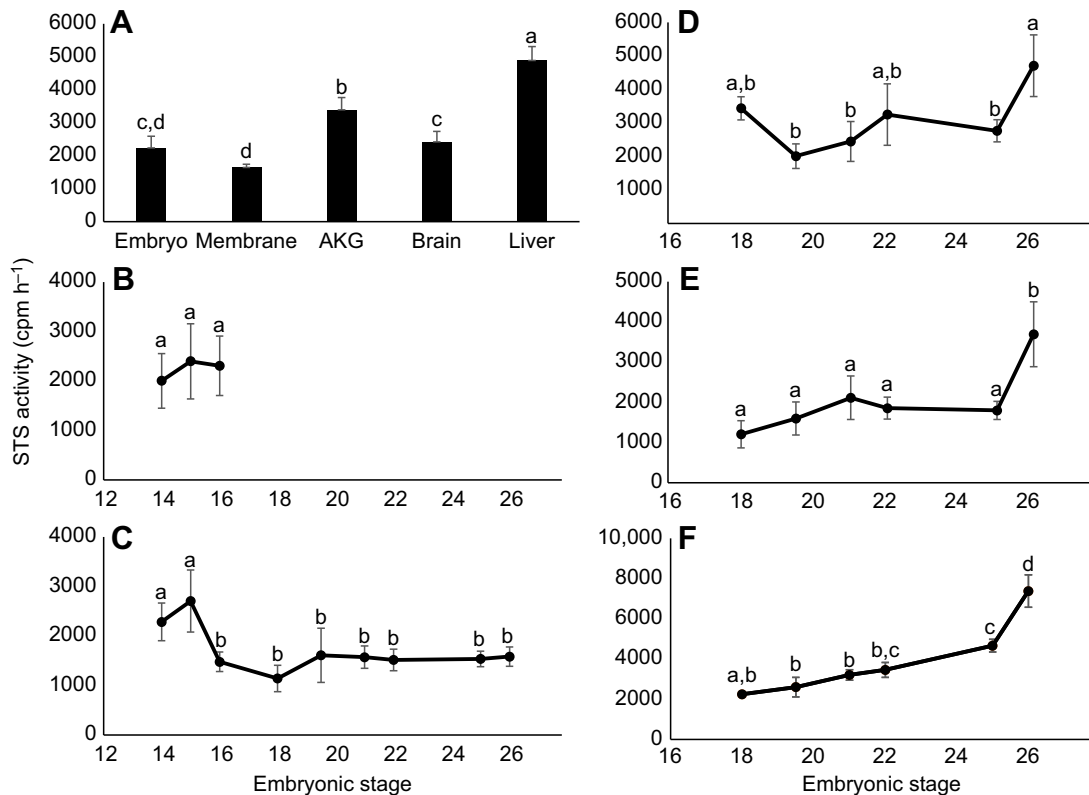 A
6000
5000
4000
3000
2000
1000
0
c,d
d
b
c
a
Embryo Membrane AKG Brain Liver
B
4000
3000
2000
1000
0
a a a
12 14 16 18 20 22 24 26
C
4000
3000
2000
1000
0
a a b b b b b b b
12 14 16 18 20 22 24 26
Embryonic stage
STS activity (cpm h–1)
D
6000
5000
4000
3000
2000
1000
a,b b b a,b b a
16 18 20 22 24 26
E
5000
4000
3000
2000
1000
0
a a a a a b
16 18 20 22 24 26
F
10,000
8000
6000
4000
2000
0
a,b b b b,c c d
16 18 20 22 24 26
Embryonic stage